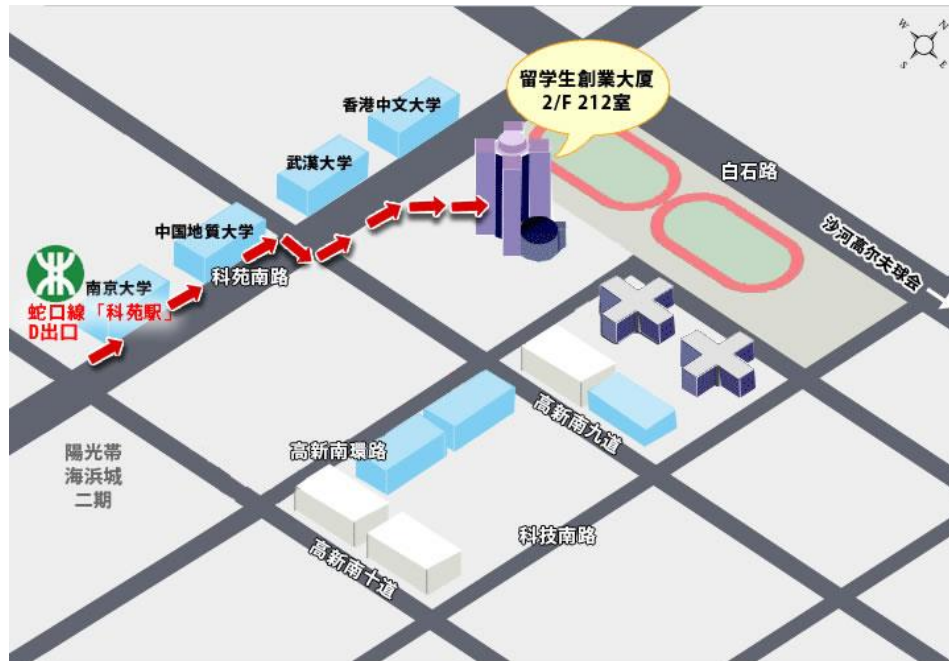 W
N
S
E
留学生創業大厦
2/F 212室
香港中文大学
武漢大学
白石路
中国地質大学
沙河高尔夫球会
科苑南路
南京大学
蛇口線「科苑駅」
D出口
高新南九道
陽光帯
海浜城
二期
高新南環路
科技南路
高新南十道